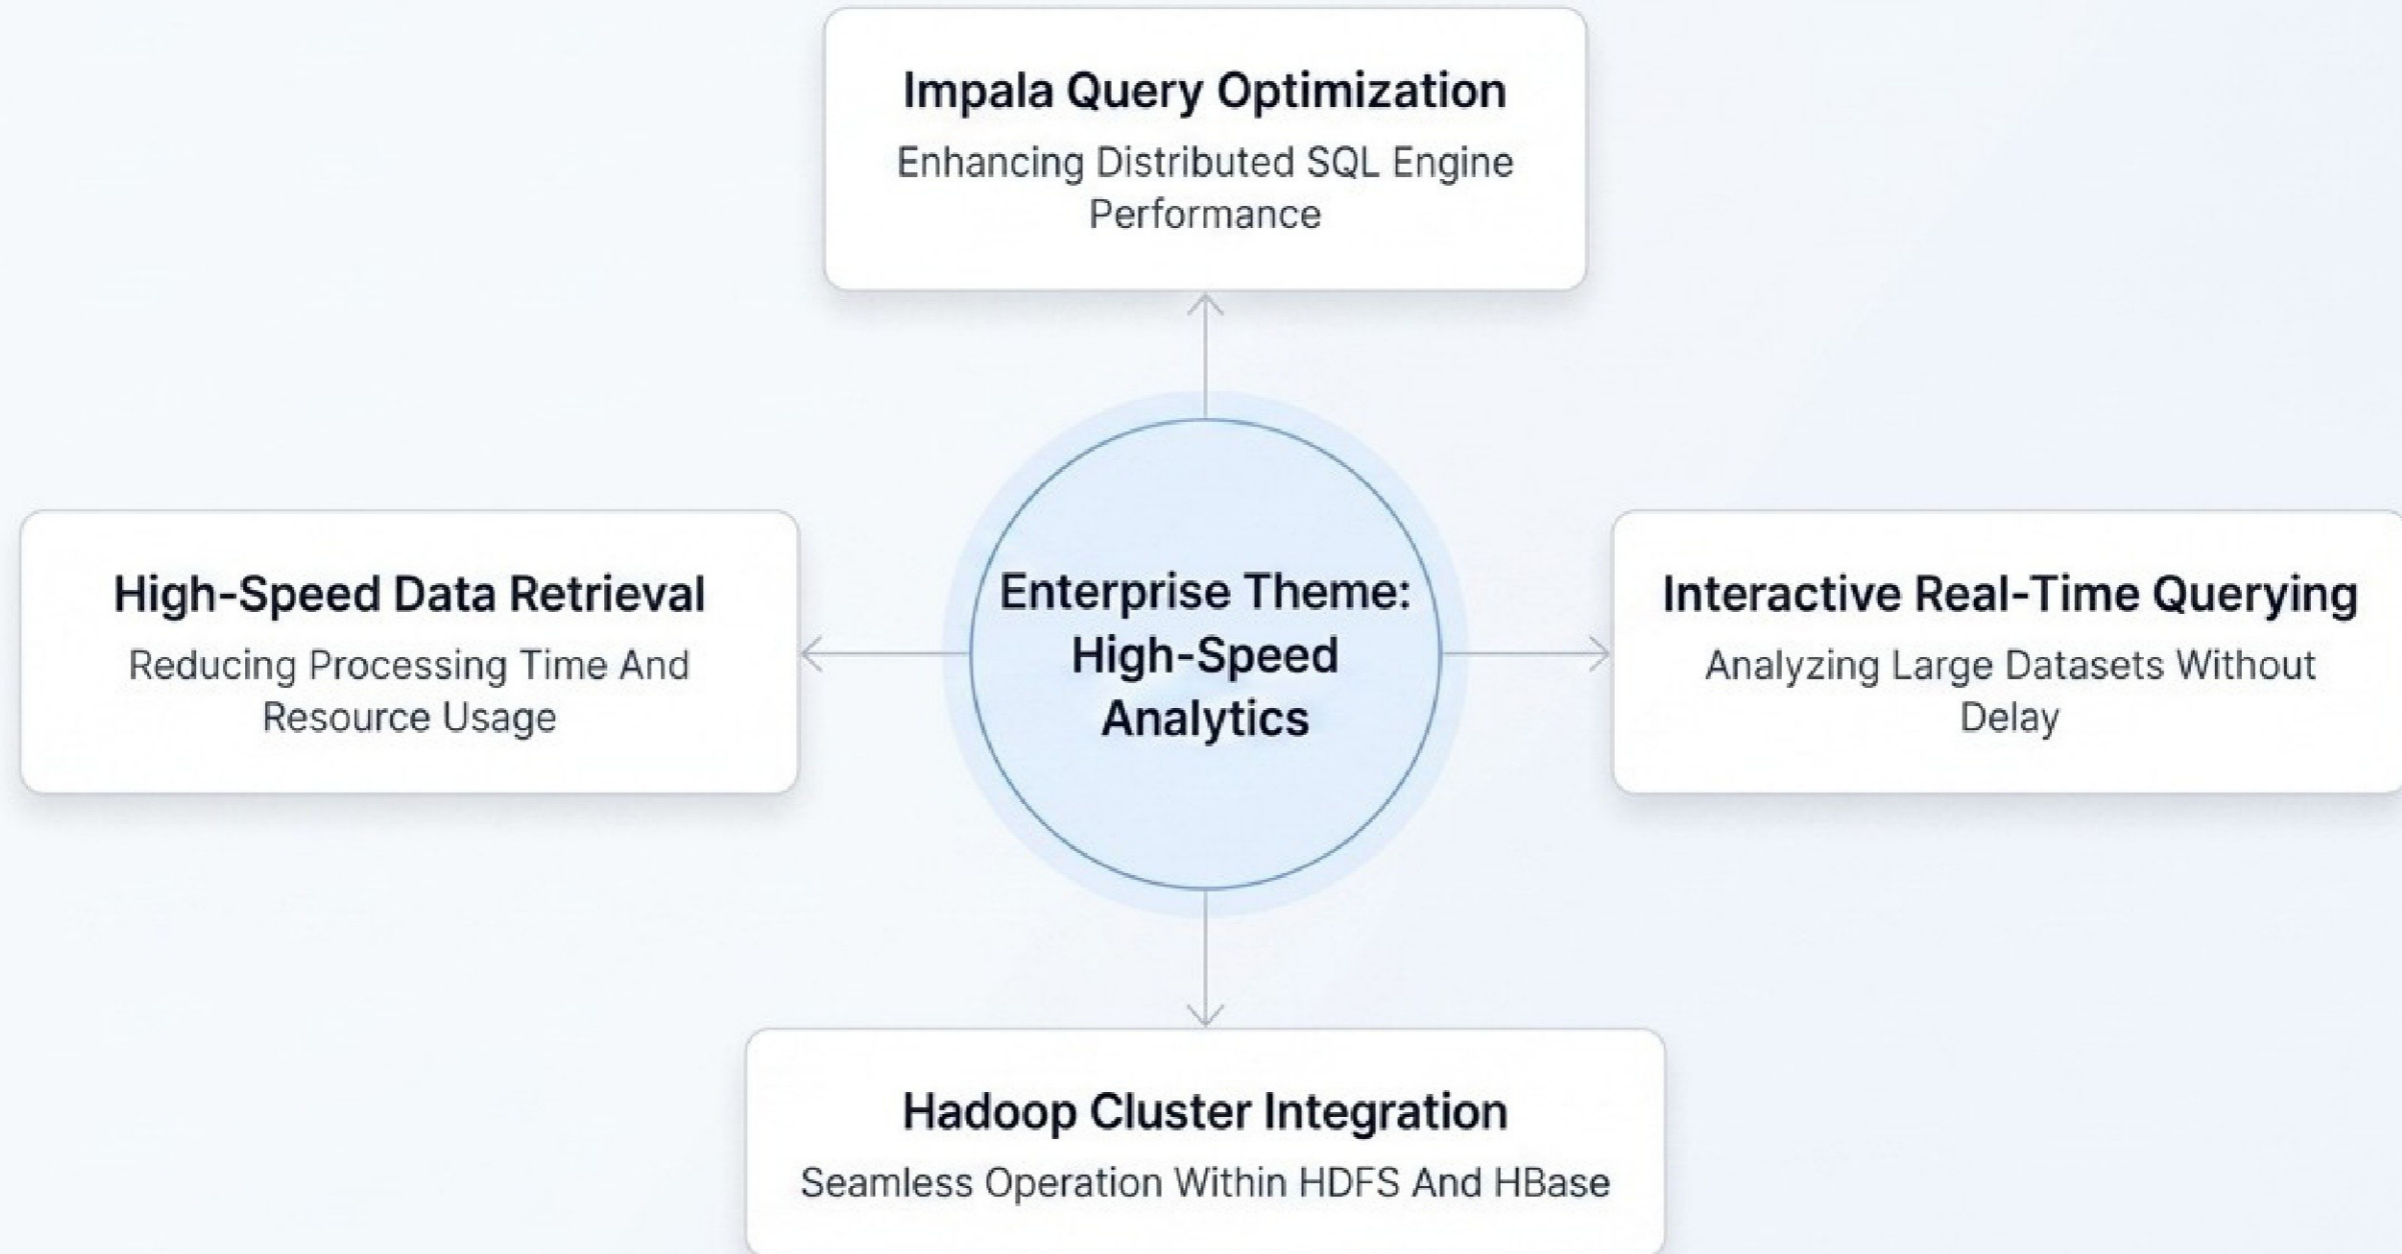 Impala Query Optimization
Enhancing Distributed SQL Engine
Performance
High-Speed Data Retrieval
Reducing Processing Time And
Resource Usage
Enterprise Theme:
High-Speed
Analytics
Interactive Real-Time Querying
Analyzing Large Datasets Without
Delay
Hadoop Cluster Integration
Seamless Operation Within HDFS And HBase